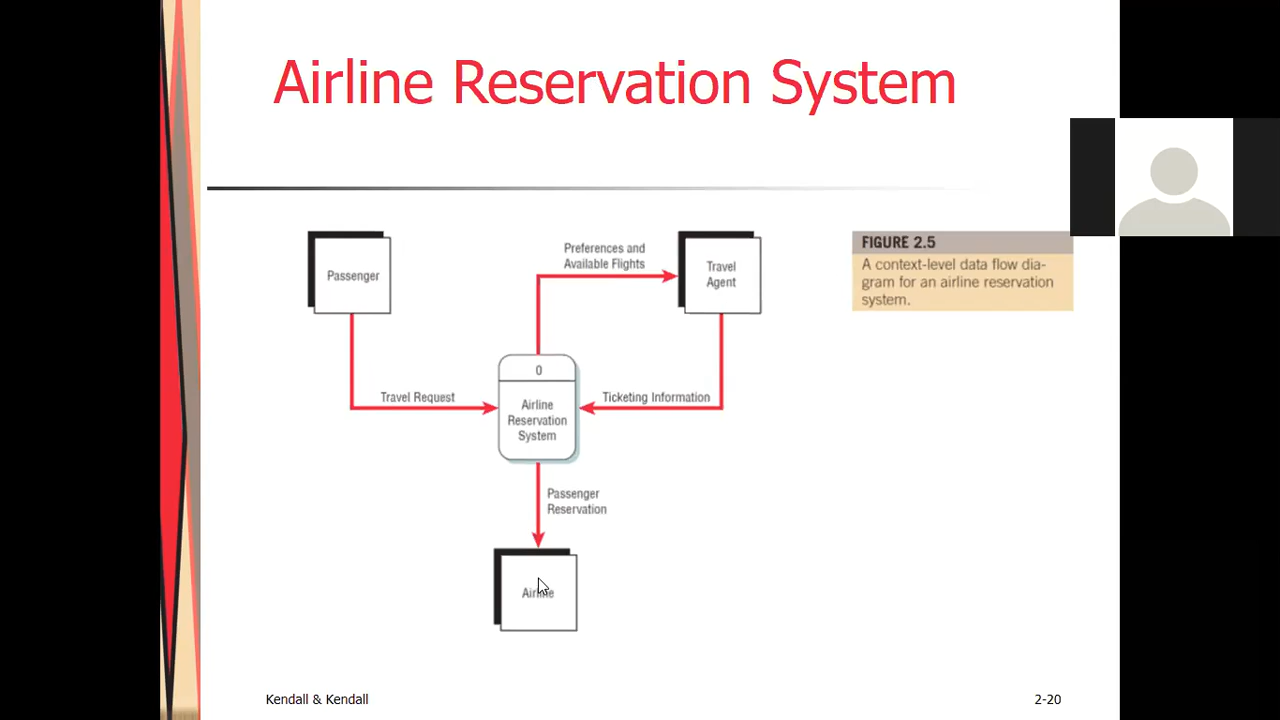 Airline Reservation System
Passenger
Preferences and
Available Flights
Travel
Agent
FIGURE 2.5
A context-level data flow dia-
gram for an airline reservation
system.
Travel Request
0
Airline
Reservation
System
Ticketing Information
Passenger
Reservation
Airline
Kendall & Kendall
2-20